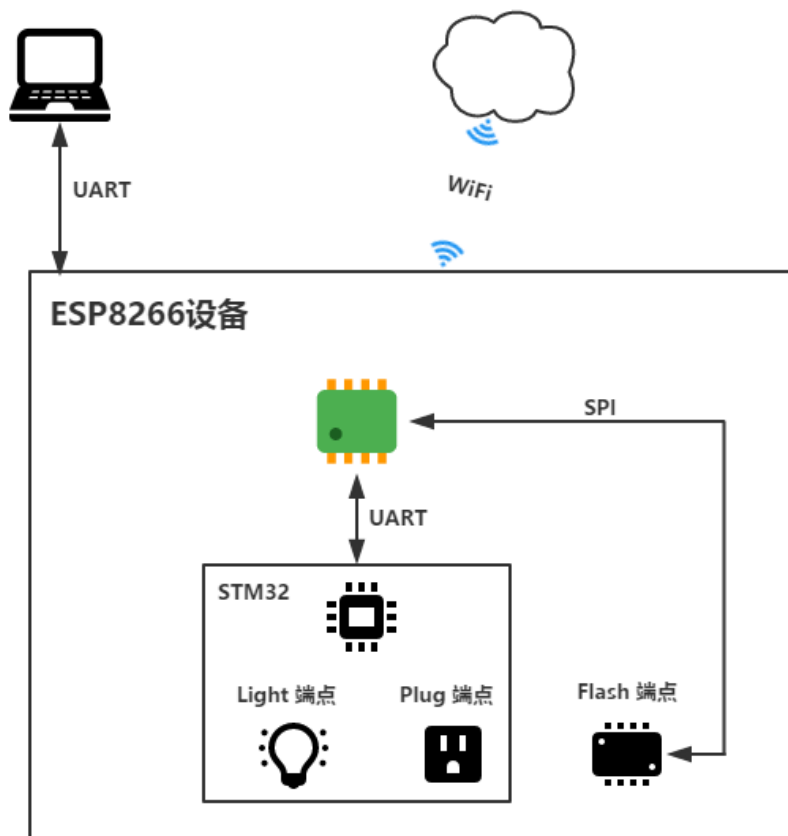 UART
WiFi
ESP8266设备
SPI
UART
STM32
Light 端点
Plug 端点
Flash 端点